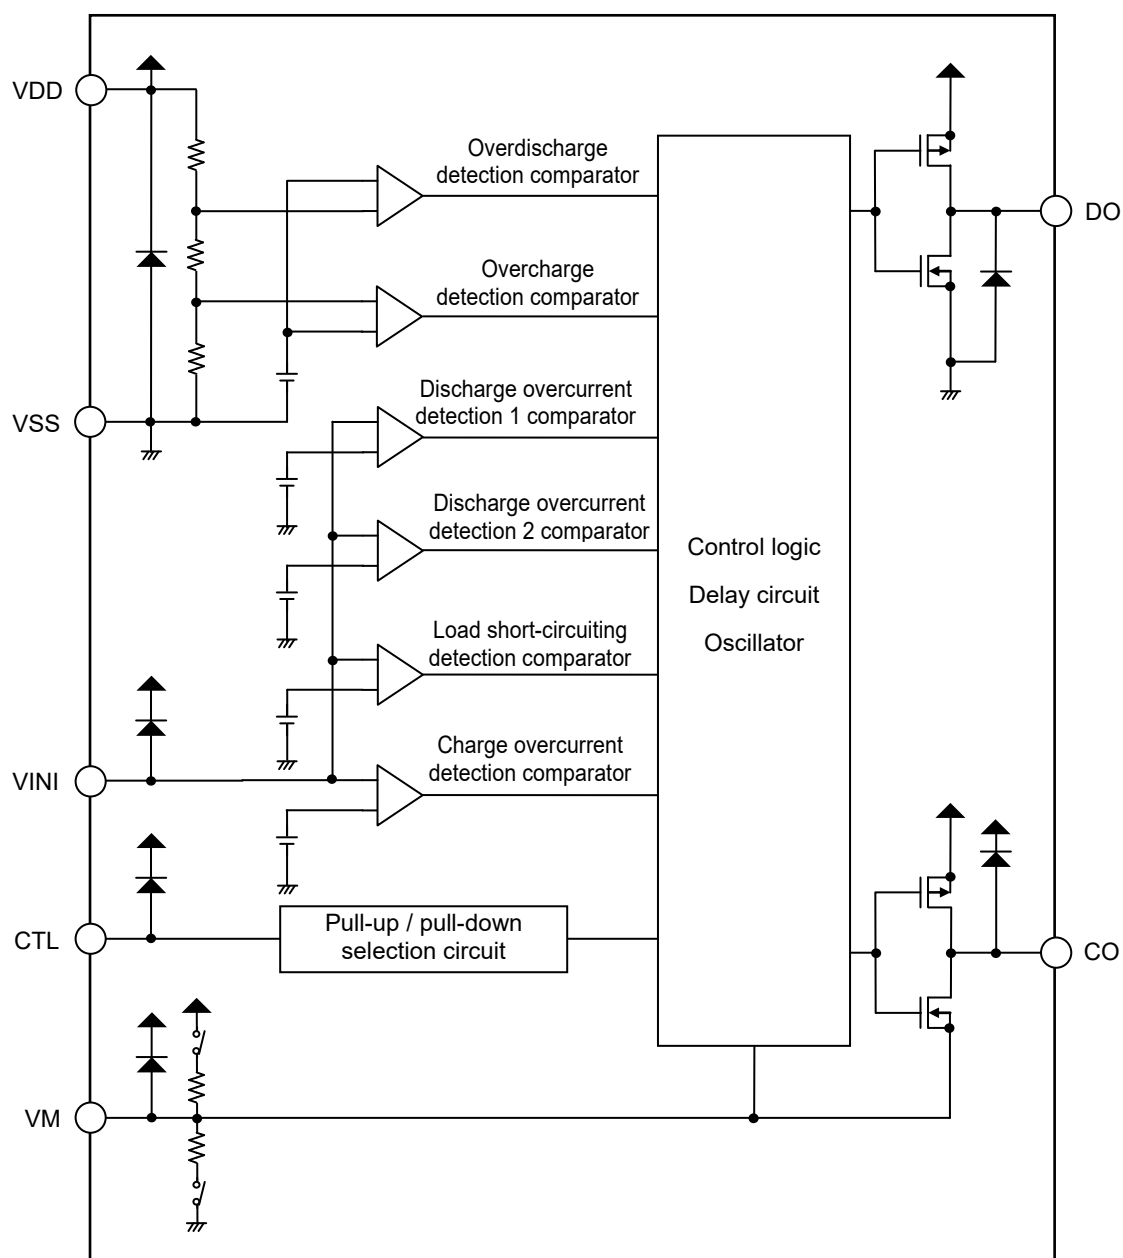 VDD
Overdischarge
detection comparator
DO
Overcharge
detection comparator
VSS
Discharge overcurrent
detection 1 comparator
Discharge overcurrent
detection 2 comparator
Control logic
Delay circuit
Oscillator
Load short-circuiting
detection comparator
VINI
Charge overcurrent
detection comparator
CTL
Pull-up / pull-down
selection circuit
CO
VM